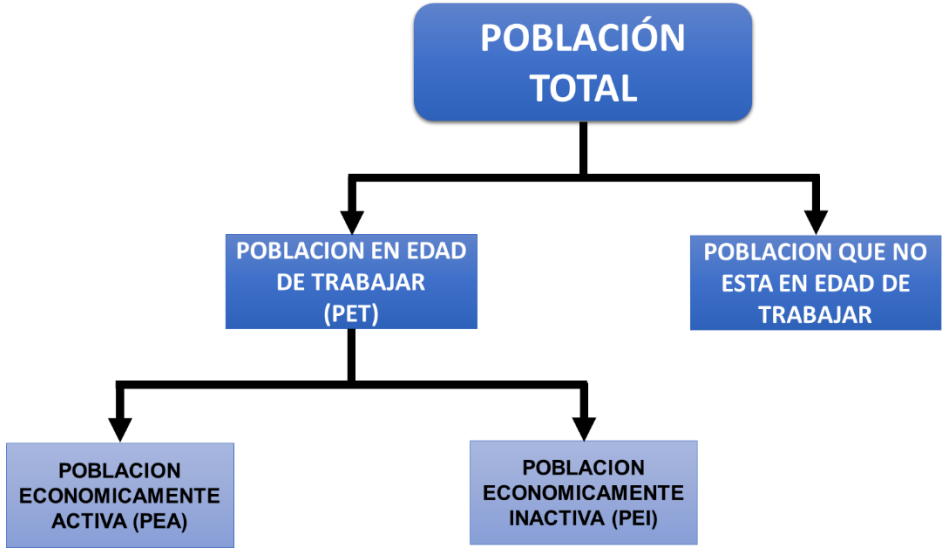 POBLACIÓN
TOTAL
POBLACION EN EDAD
DE TRABAJAR
(PET)
POBLACION QUE NO
ESTA EN EDAD DE
TRABAJAR
POBLACION
ECONOMICAMENTE
ACTIVA (PEA)
POBLACION
ECONOMICAMENTE
INACTIVA (PEI)